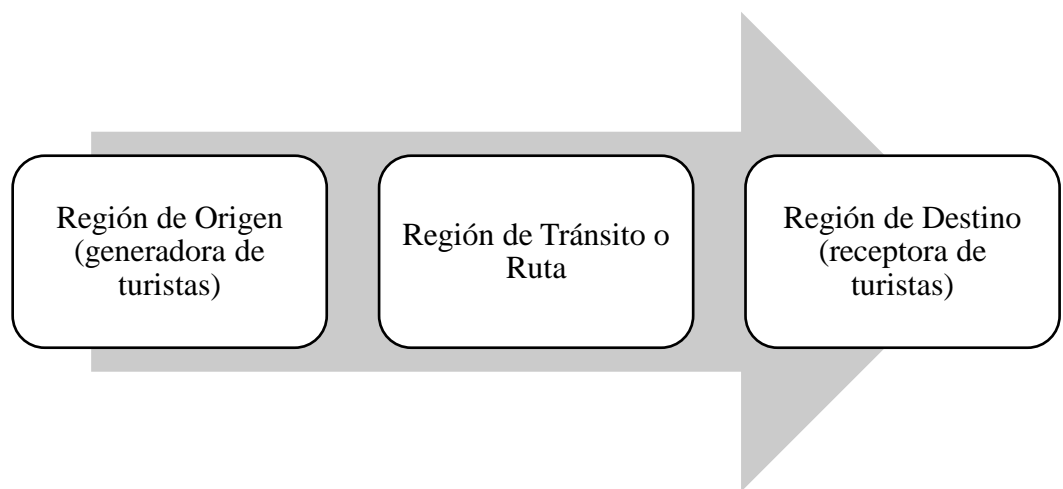 Región de Origen
(generadora de
turistas)
Región de Tránsito o
Ruta
Región de Destino
(receptora de
turistas)